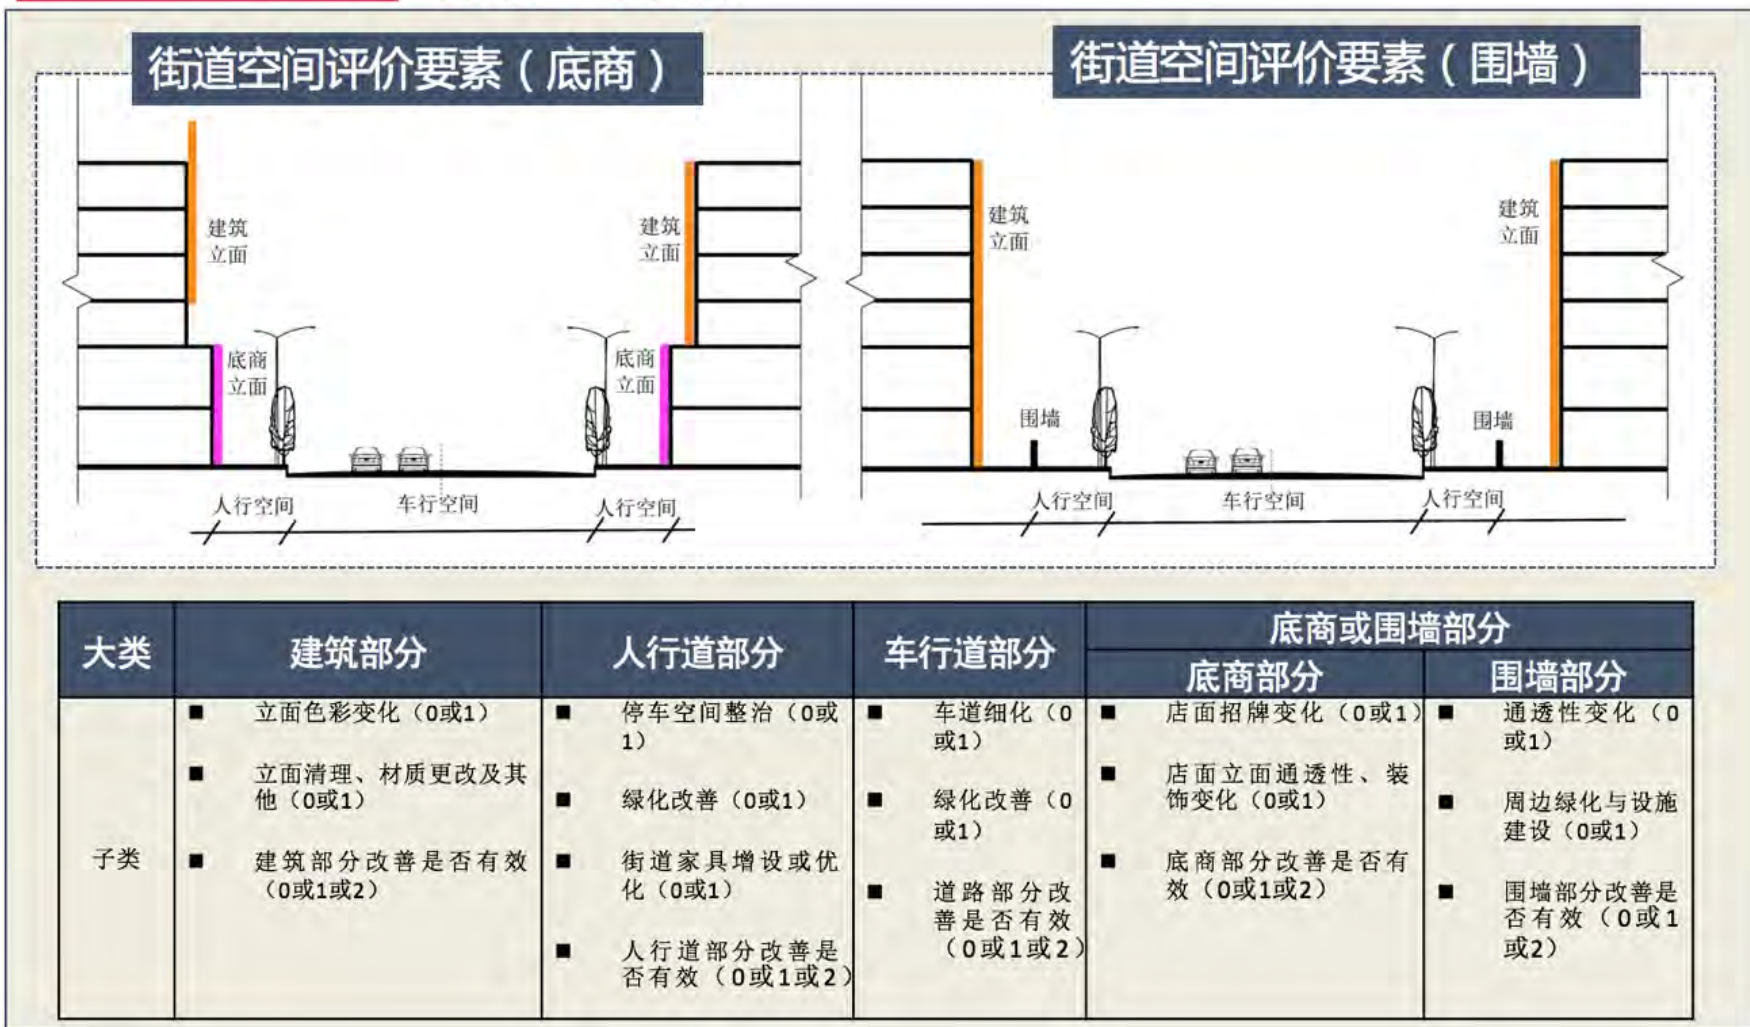 街道空间评价要素（底商）
街道空间评价要素（围墙）
建筑
立面
建筑
立面
底商
立面
底商
立面
人行空间
车行空间
人行空间
建筑
立面
建筑
立面
围墙
围墙
人行空间
车行空间
人行空间
大类
建筑部分
人行道部分
车行道部分
底商或围墙部分
底商部分
围墙部分
子类
■ 立面色彩变化（0或1）
■ 立面清理、材质更改及其
他（0或1）
■ 建筑部分改善是否有效
（0或1或2）
■ 停车空间整治（0或
1）
■ 绿化改善（0或1）
■ 街道家具增设或优
化（0或1）
■ 人行道部分改善是
否有效（0或1或2）
■ 车道细化（0
或1）
■ 绿化改善（0
或1）
■ 道路部分改
善是否有效
（0或1或2）
■ 店面招牌变化（0或1）
■ 店面立面通透性、装
饰变化（0或1）
■ 底商部分改善是否有
效（0或1或2）
■ 通透性变化（0
或1）
■ 周边绿化与设施
建设（0或1）
■ 围墙部分改善是
否有效（0或1
或2）